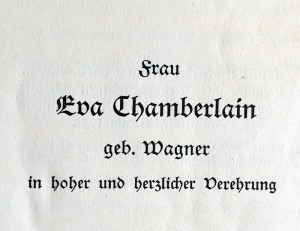 Frau
Eva Chamberlain
geb. Wagner
in hoher und herzlicher Verehrung